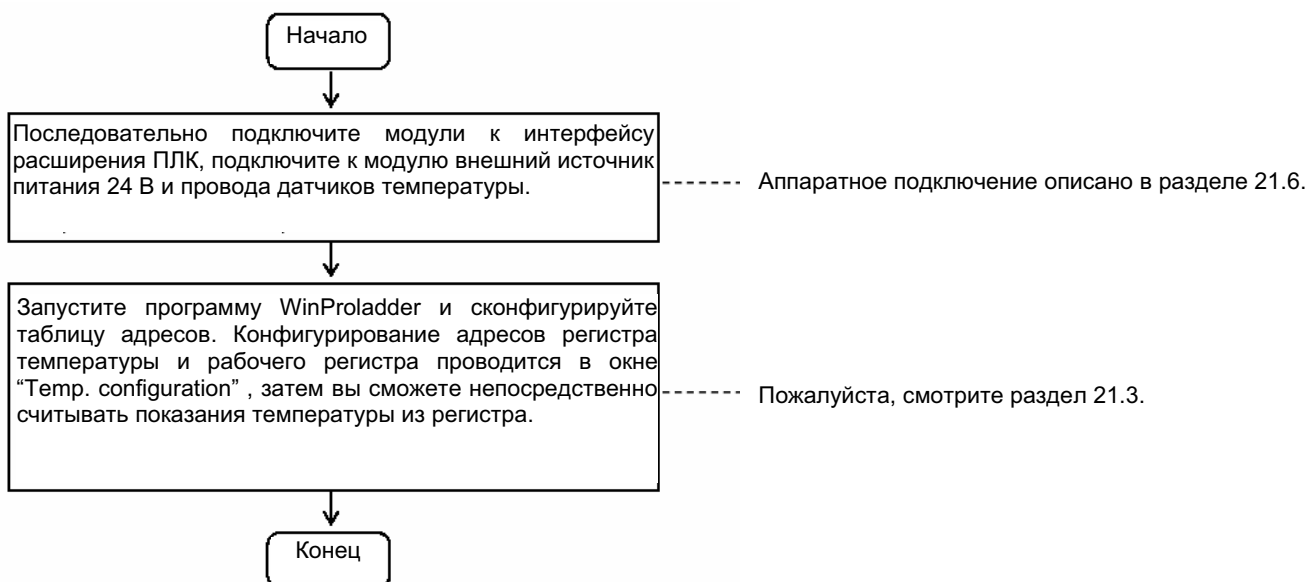 Начало
Последовательно подключите модули к интерфейсу
расширения ПЛК, подключите к модулю внешний источник
питания 24 В и провода датчиков температуры.
Аппаратное подключение описано в разделе 21.6.
Запустите программу WinProladder и сконфигурируйте
таблицу адресов. Конфигурирование адресов регистра
температуры и рабочего регистра проводится в окне
“Temp. configuration” , затем вы сможете непосредственно
считывать показания температуры из регистра.
Пожалуйста, смотрите раздел 21.3.
Конец